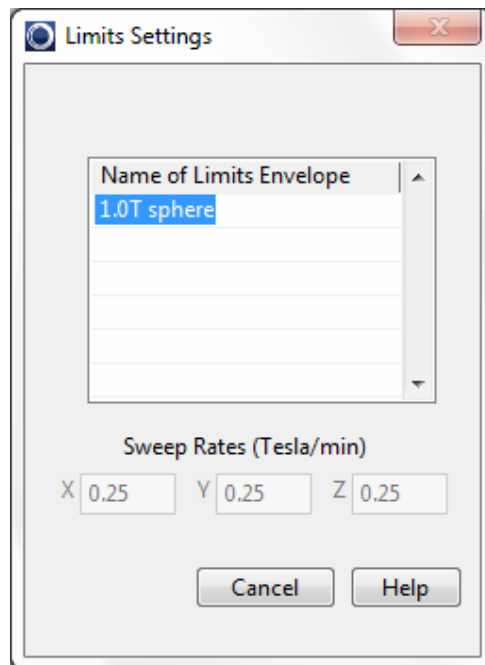 Limits Settings
Name of Limits Envelope
1.0T sphere
Sweep Rates (Tesla/min)
X 0.25 Y 0.25 Z 0.25
Cancel Help